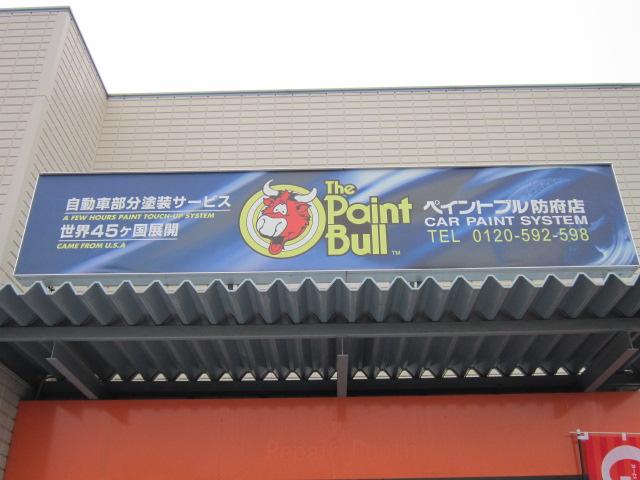 自動車部分塗装サービス
A FEW HOURS PAINT TOUCH-UP SYSTEM
世界45ヶ国展開
CAME FROM U.S.A
The
Paint
Bull
TM
ペイントブル防府店
CAR PAINT SYSTEM
TEL 0120-592-598